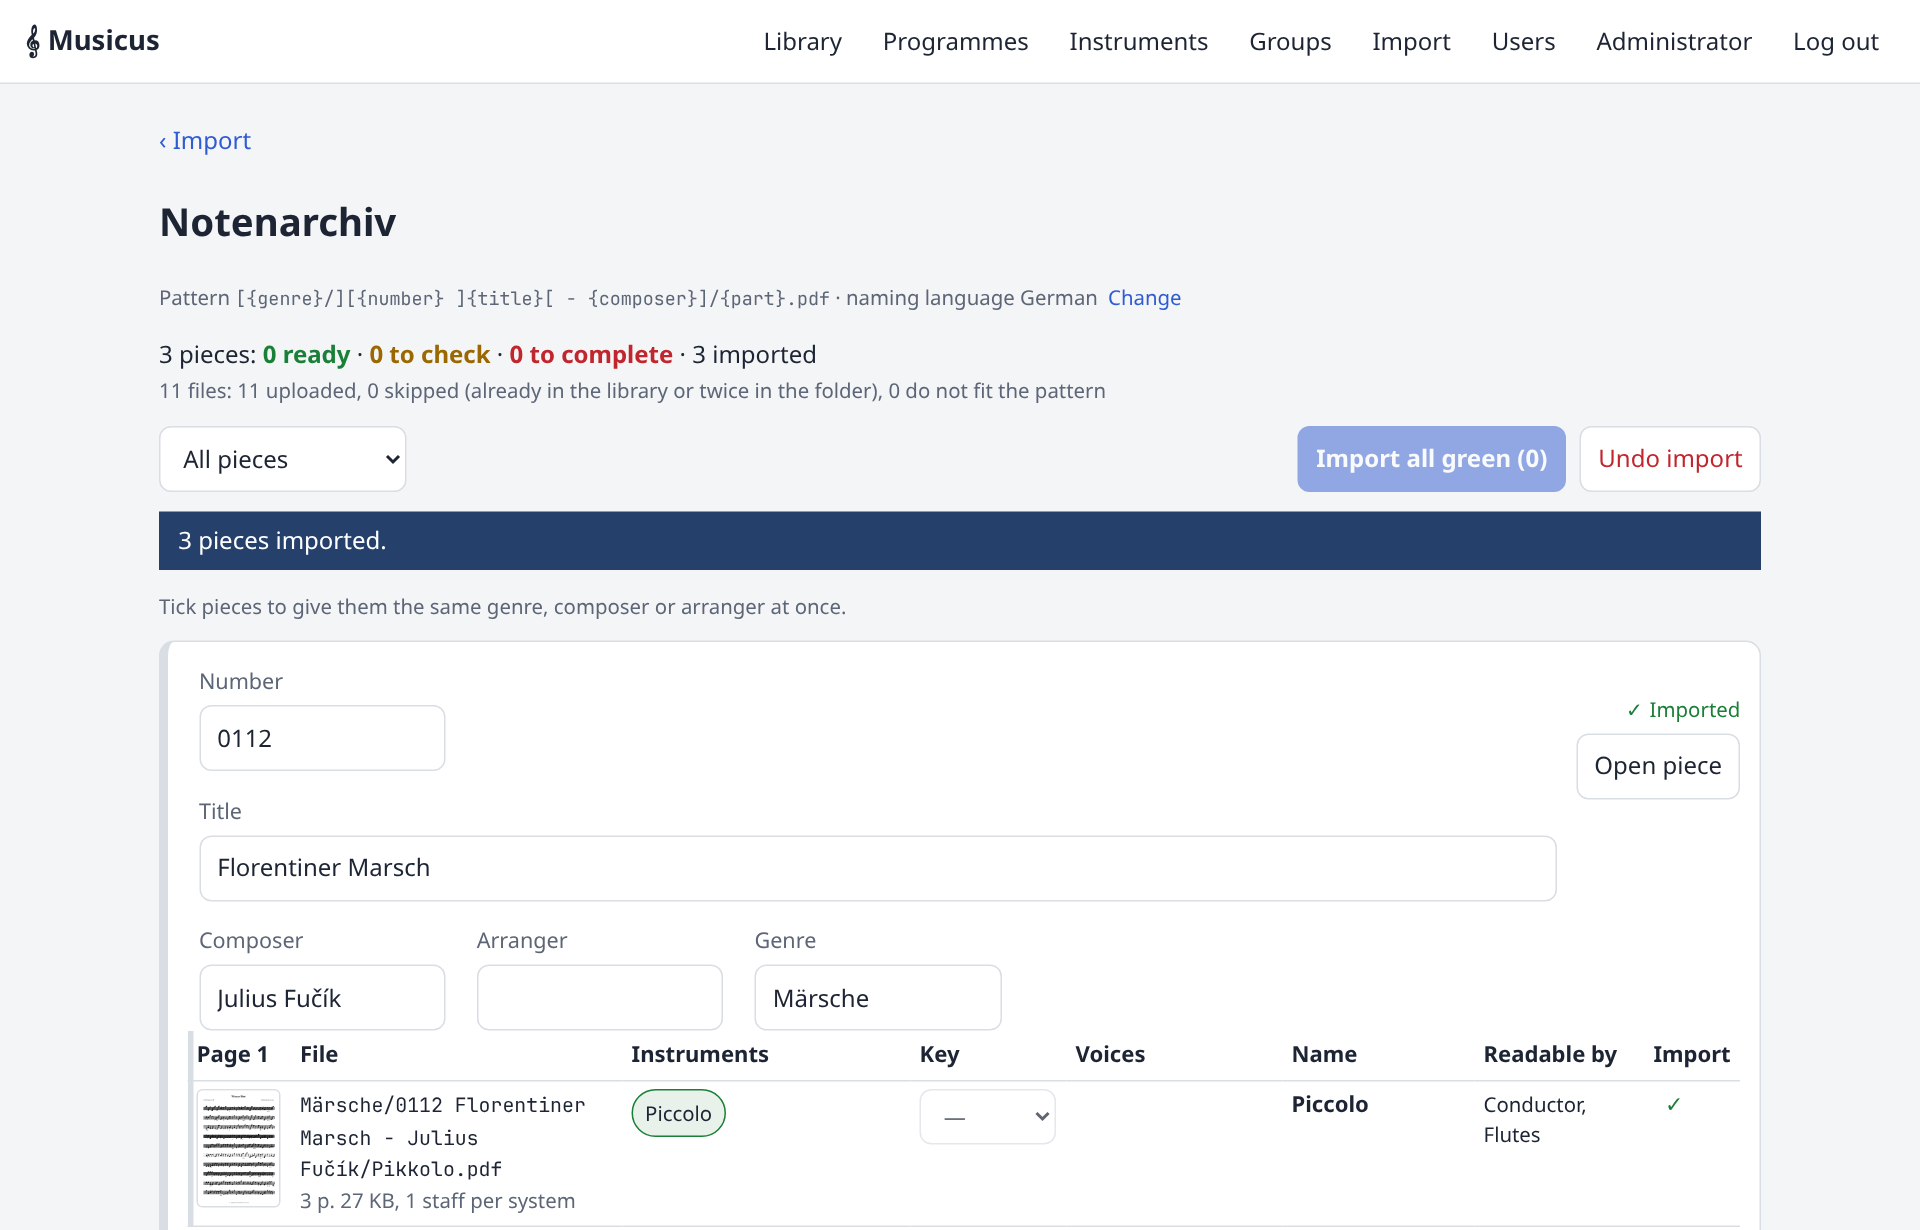 Musicus
Library Programmes Instruments Groups Import Users Administrator Log out
‹ Import
Notenarchiv
Pattern [{genre}/][{number} ]{title}[ - {composer}]/{part}.pdf · naming language German Change
3 pieces: 0 ready · 0 to check · 0 to complete · 3 imported
11 files: 11 uploaded, 0 skipped (already in the library or twice in the folder), 0 do not fit the pattern
All pieces
Import all green (0)
Undo import
3 pieces imported.
Tick pieces to give them the same genre, composer or arranger at once.
Number
0112
✓ Imported
Open piece
Title
Florentiner Marsch
Composer Arranger Genre
Julius Fučík Märsche
Page 1 File Instruments Key Voices Name Readable by Import
Märsche/0112 Florentiner
Marsch - Julius
Fučík/Pikkolo.pdf
3 p. 27 KB, 1 staff per system
Piccolo
—
Piccolo
Conductor,
Flutes
✓